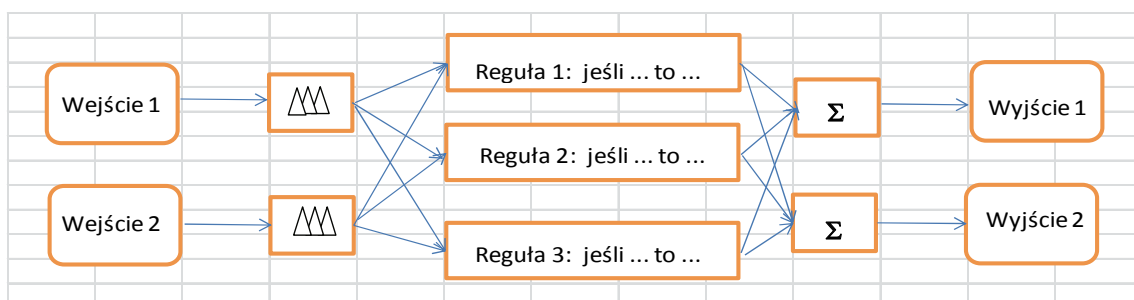 Wejście 1
Reguła 1: jeśli ... to ...
Σ
Wyjście 1
Reguła 2: jeśli ... to ...
Wejście 2
Reguła 3: jeśli ... to ...
Σ
Wyjście 2